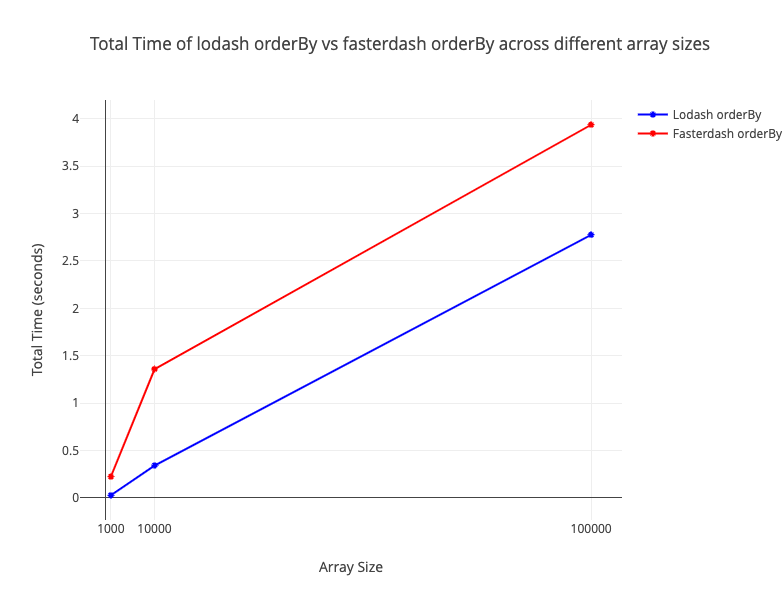 Total Time of lodash orderBy vs fasterdash orderBy across different array sizes
Lodash orderBy
Fasterdash orderBy
4
3.5
3
2.5
2
1.5
1
0.5
0
Total Time (seconds)
1000 10000 100000
Array Size